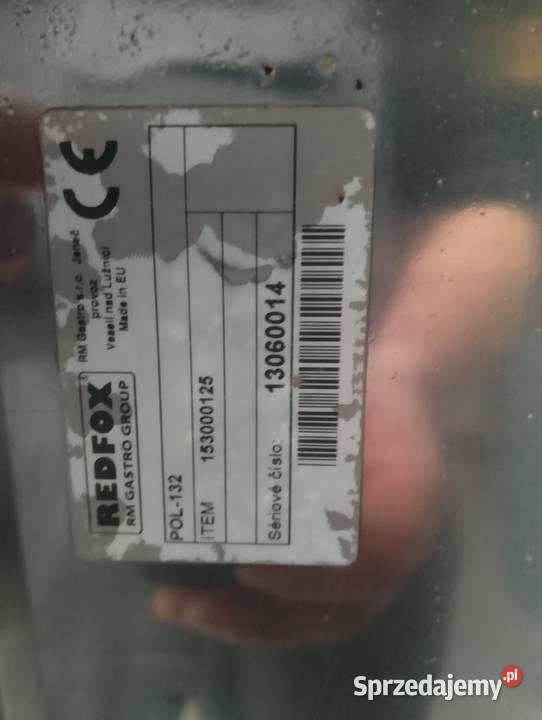 REDFOX®
RM GASTRO GROUP
RM Gastro s.r.o. Jeneč
provoz
Veselí nad Lužnicí
Made in EU
CE
POL-132
ITEM 153000125
Sériové číslo: 13060014
Sprzedajemy.pl